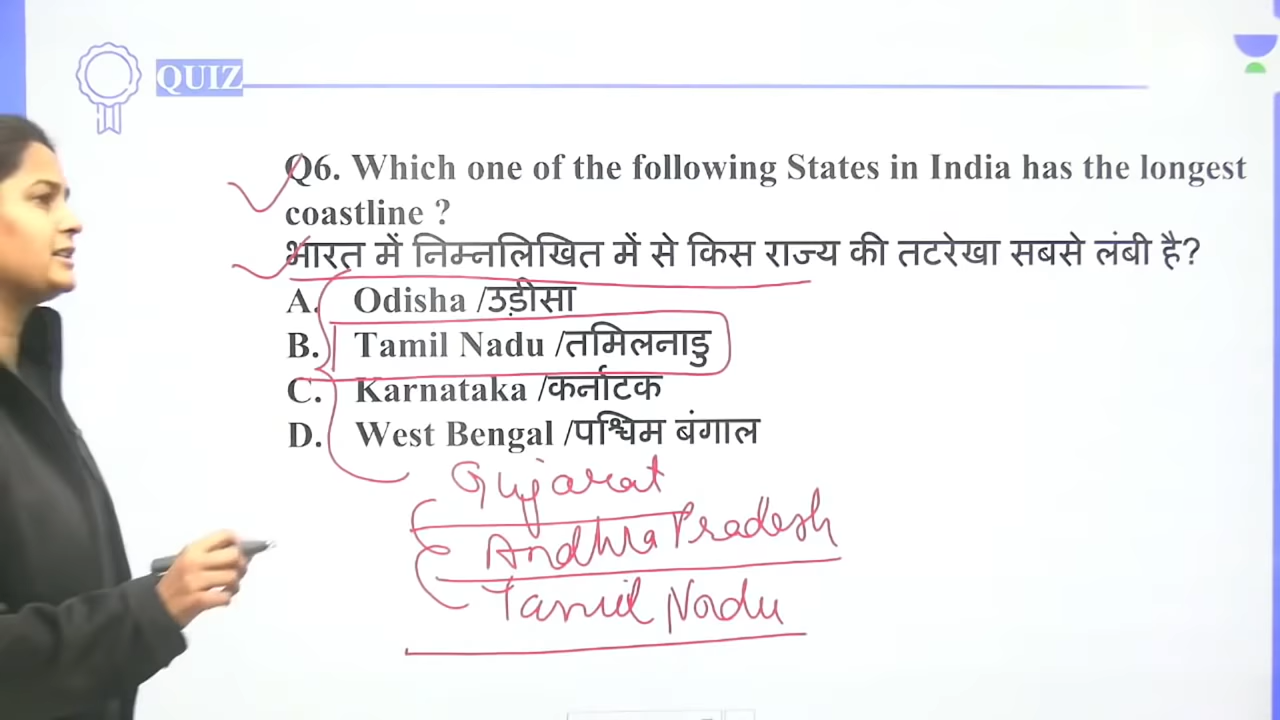 QUIZ
Q6. Which one of the following States in India has the longest
coastline ?
भारत में निम्नलिखित में से किस राज्य की तटरेखा सबसे लंबी है?
A. Odisha /उड़ीसा
B. Tamil Nadu /तमिलनाडु
C. Karnataka /कर्नाटक
D. West Bengal /पश्चिम बंगाल
Gujarat
Andhra Pradesh
Tamil Nadu